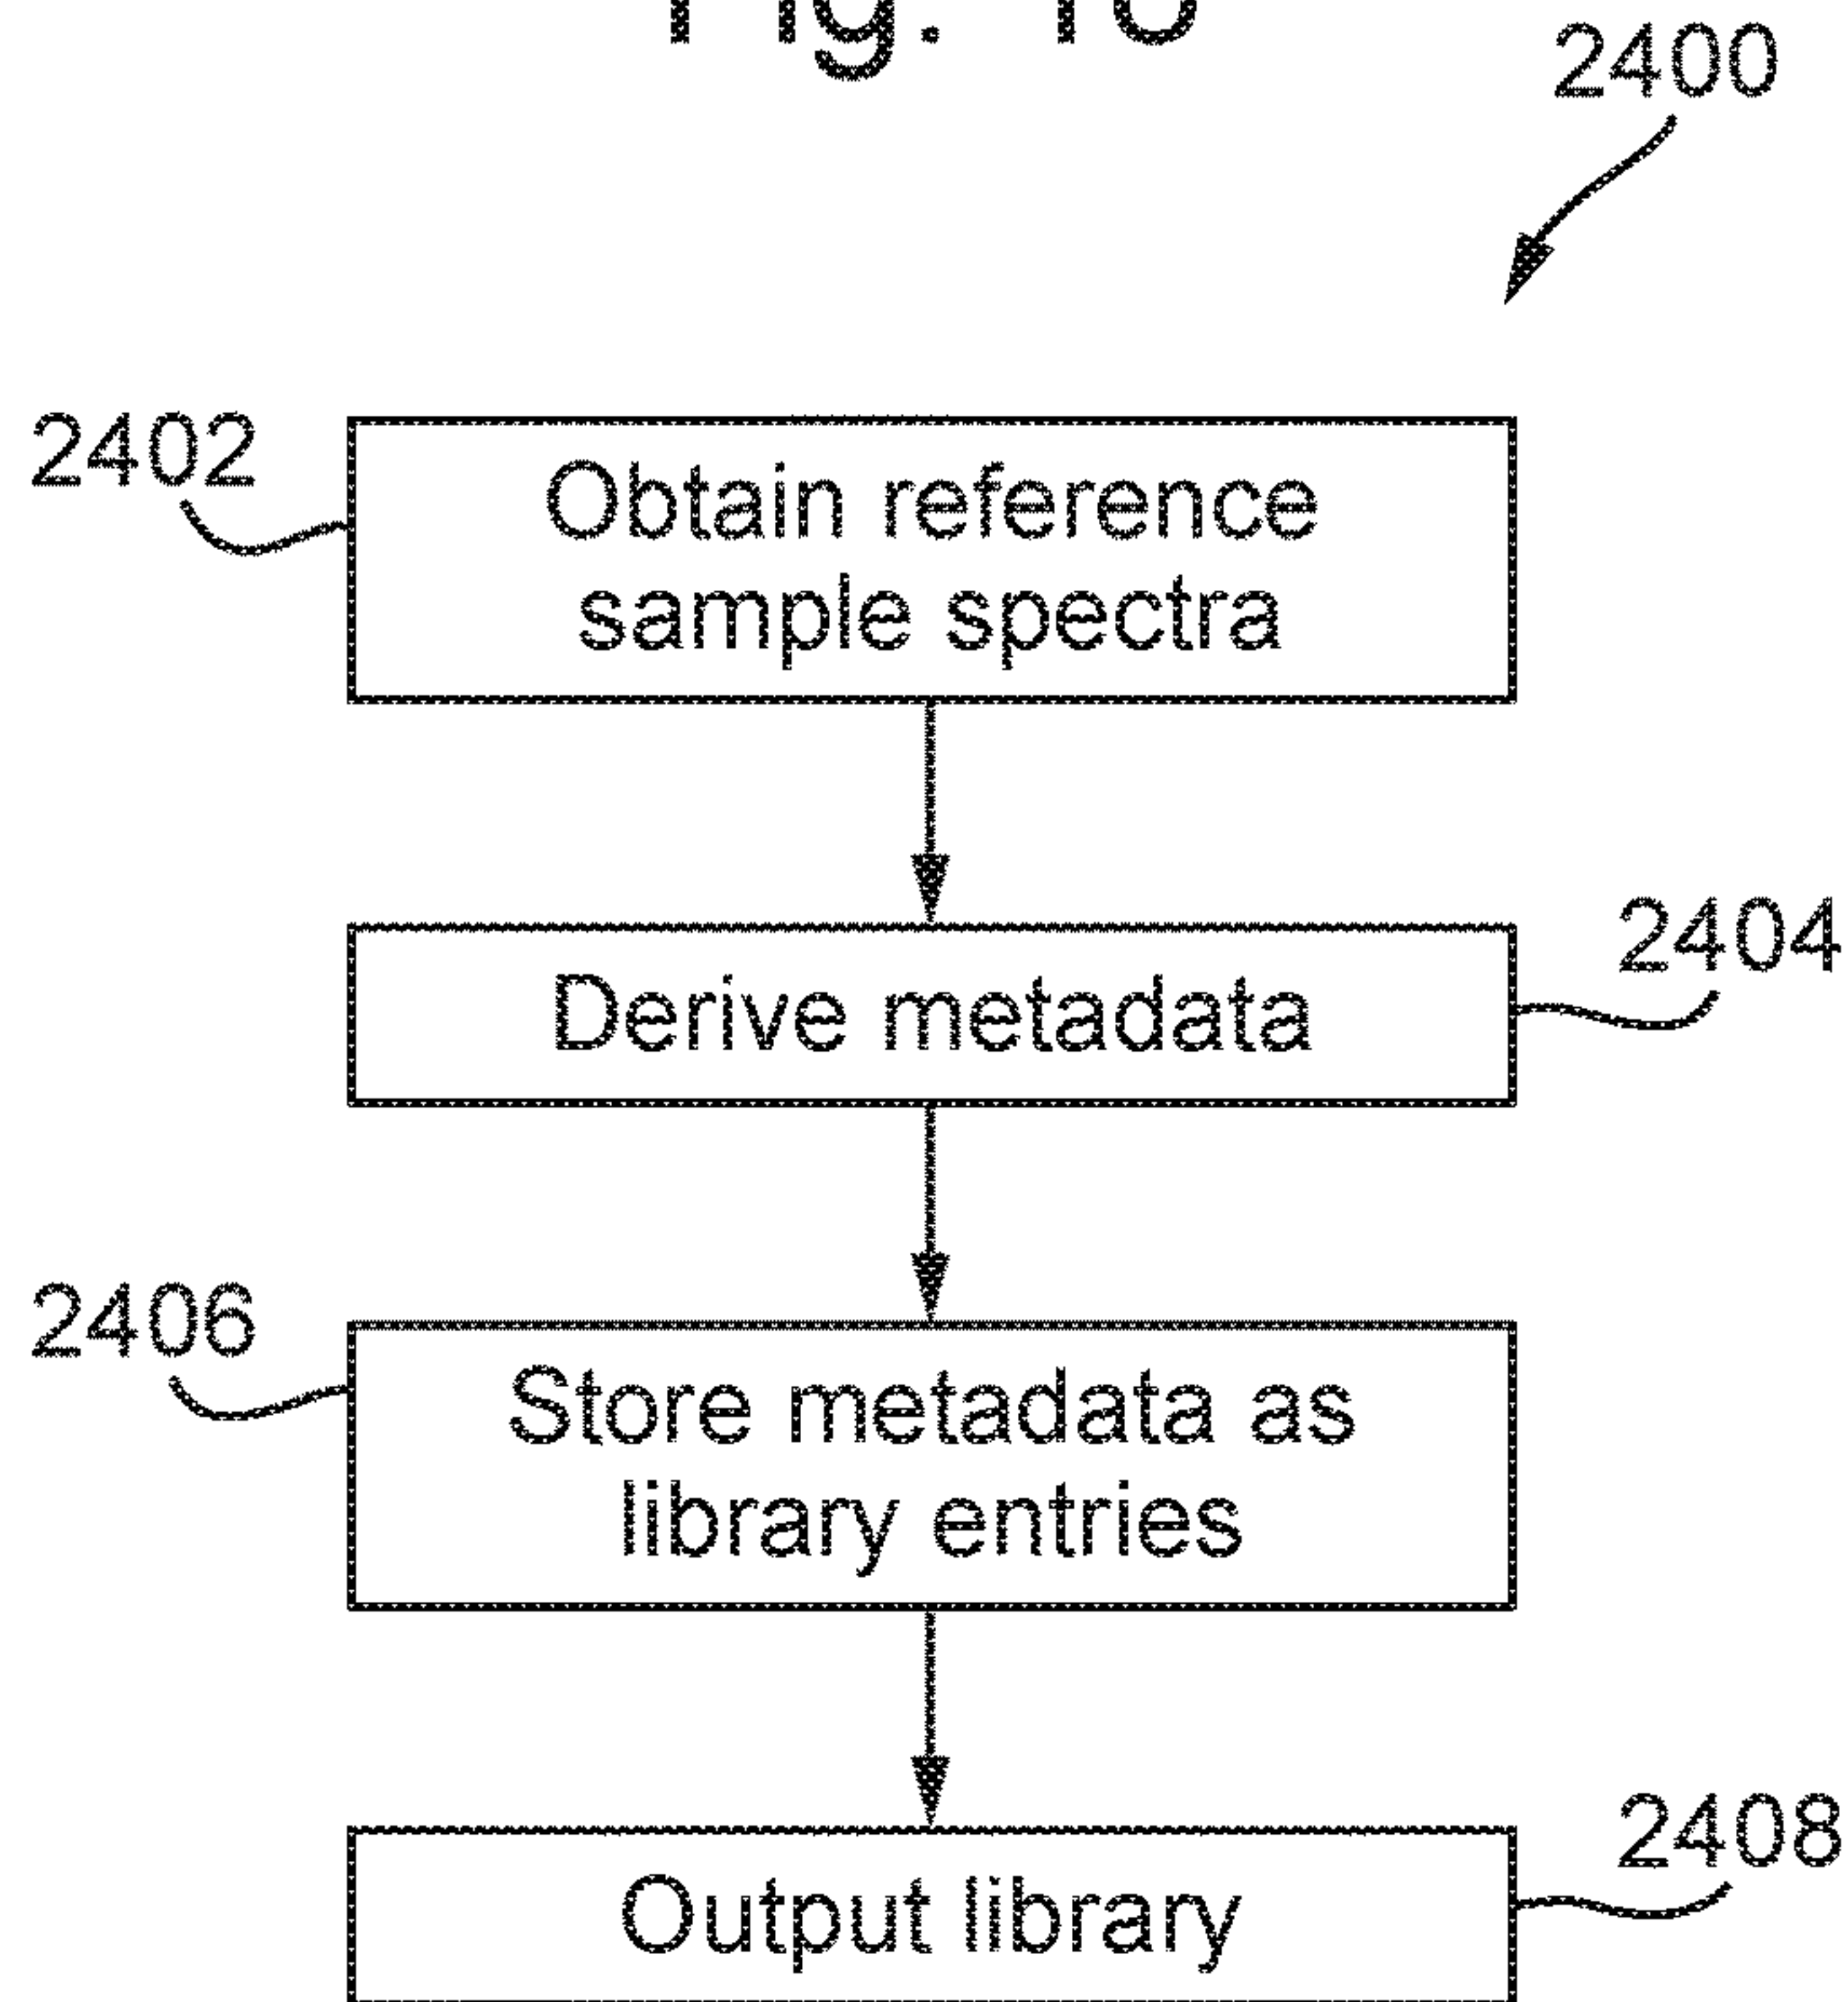 2400
2402
Obtain reference
sample spectra
Derive metadata
2404
2406
Store metadata as
library entries
2408
Output library